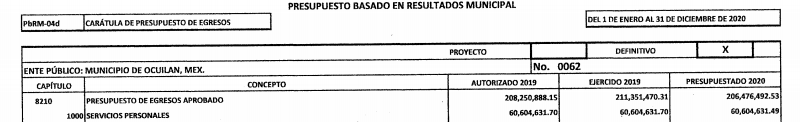 PRESUPUESTO BASADO EN RESULTADOS MUNICIPAL
PbRM-04d CARÁTULA DE PRESUPUESTO DE EGRESOS DEL 1 DE ENERO AL 31 DE DICIEMBRE DE 2020
PROYECTO DEFINITIVO X
ENTE PÚBLICO: MUNICIPIO DE OCUILAN, MEX. No. 0062
CAPÍTULO CONCEPTO AUTORIZADO 2019 EJERCIDO 2019 PRESUPUESTADO 2020
8210 PRESUPUESTO DE EGRESOS APROBADO 208,250,888.15 211,351,470.31 206,476,492.53
1000 SERVICIOS PERSONALES 60,604,631.70 60,604,631.70 60,604,631.49